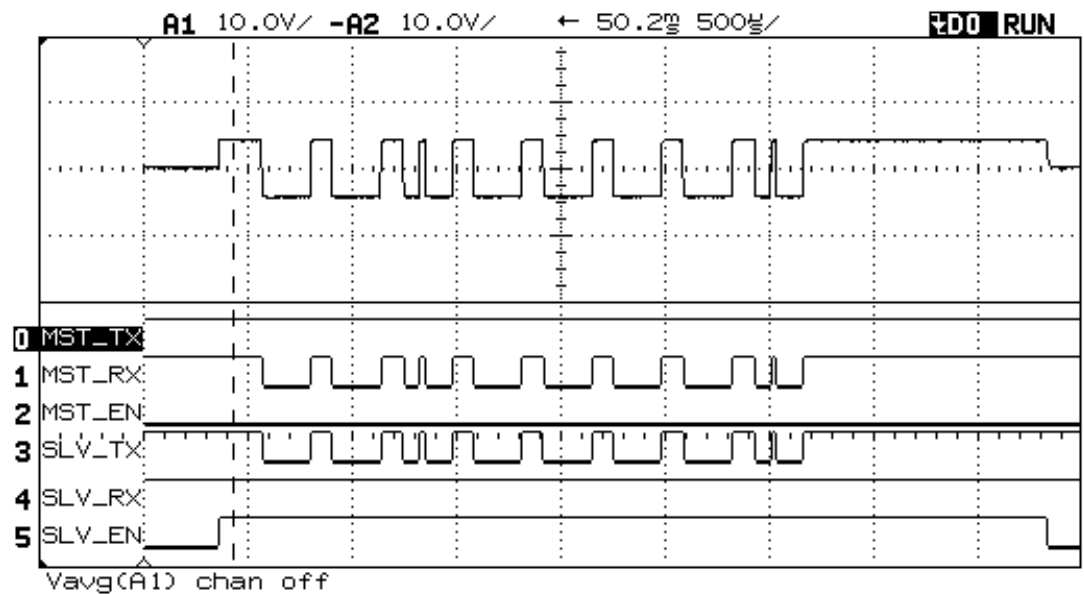 A1 10.0V/ -A2 10.0V/ ← 50.2㎳ 500㎲/ ↯D0 RUN
0 MST_TX
1 MST_RX
2 MST_EN
3 SLV_TX
4 SLV_RX
5 SLV_EN
Vavg(A1) chan off